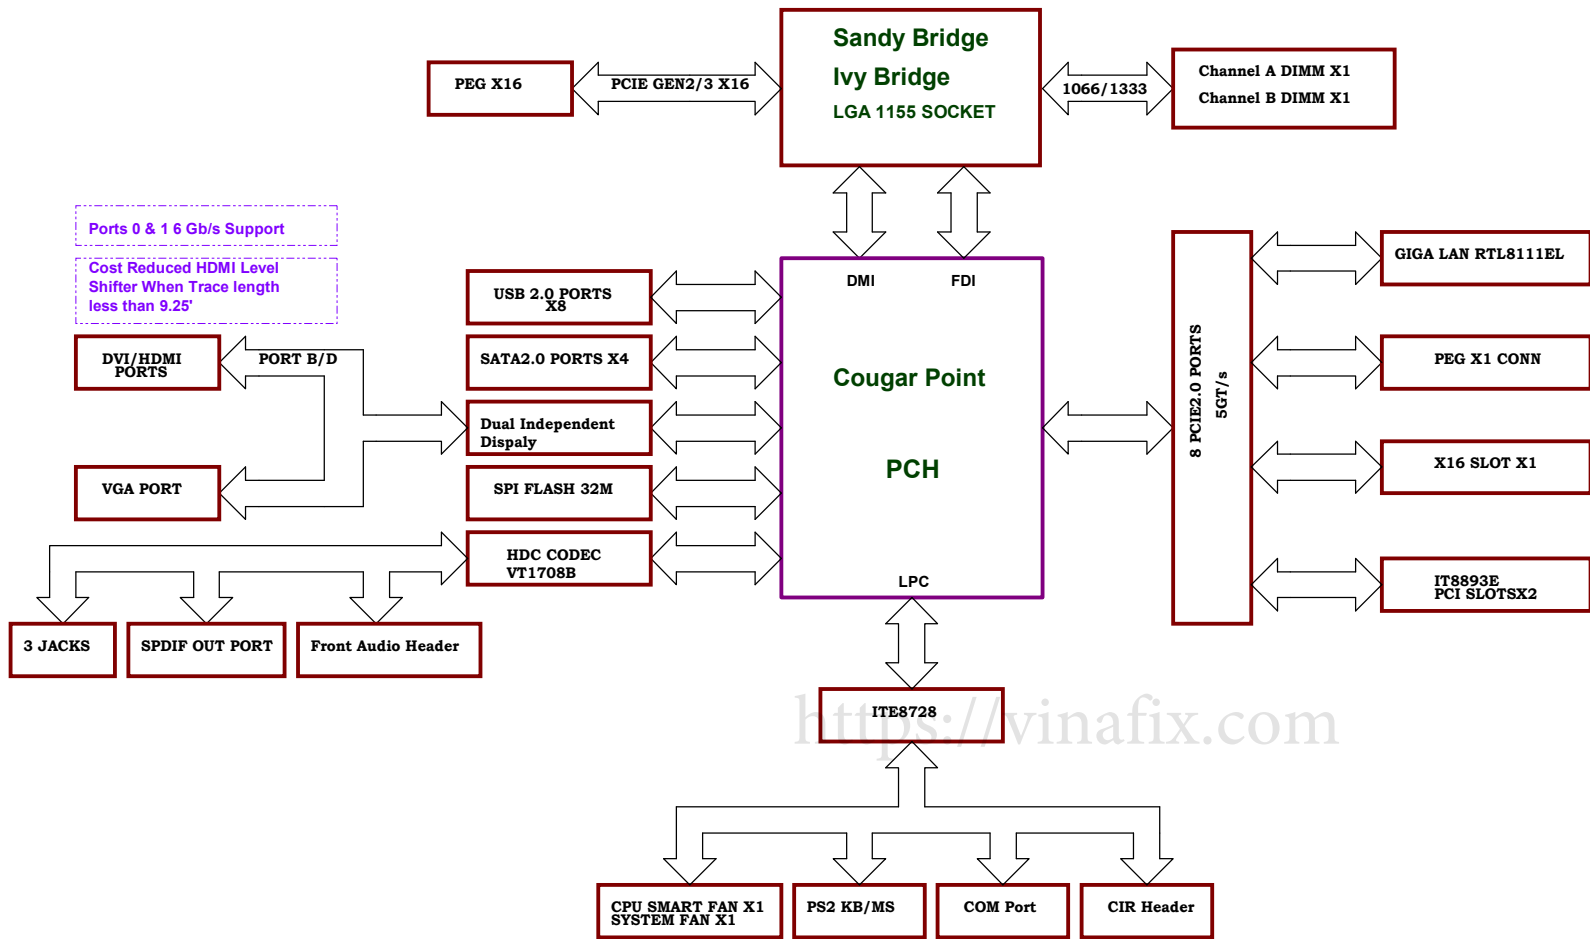 Sandy Bridge
Ivy Bridge
LGA 1155 SOCKET
PEG X16
PCIE GEN2/3 X16
1066/1333
Channel A DIMM X1
Channel B DIMM X1
Ports 0 & 1 6 Gb/s Support
Cost Reduced HDMI Level
Shifter When Trace length
less than 9.25'
DMI
FDI
USB 2.0 PORTS
X8
GIGA LAN RTL8111EL
DVI/HDMI
PORTS
PORT B/D
SATA2.0 PORTS X4
Cougar Point
8 PCIE2.0 PORTS
5GT/s
PEG X1 CONN
Dual Independent
Dispaly
PCH
X16 SLOT X1
VGA PORT
SPI FLASH 32M
HDC CODEC
VT1708B
LPC
IT8893E
PCI SLOTSX2
3 JACKS
SPDIF OUT PORT
Front Audio Header
ITE8728
https://vinafix.com
CPU SMART FAN X1
SYSTEM FAN X1
PS2 KB/MS
COM Port
CIR Header